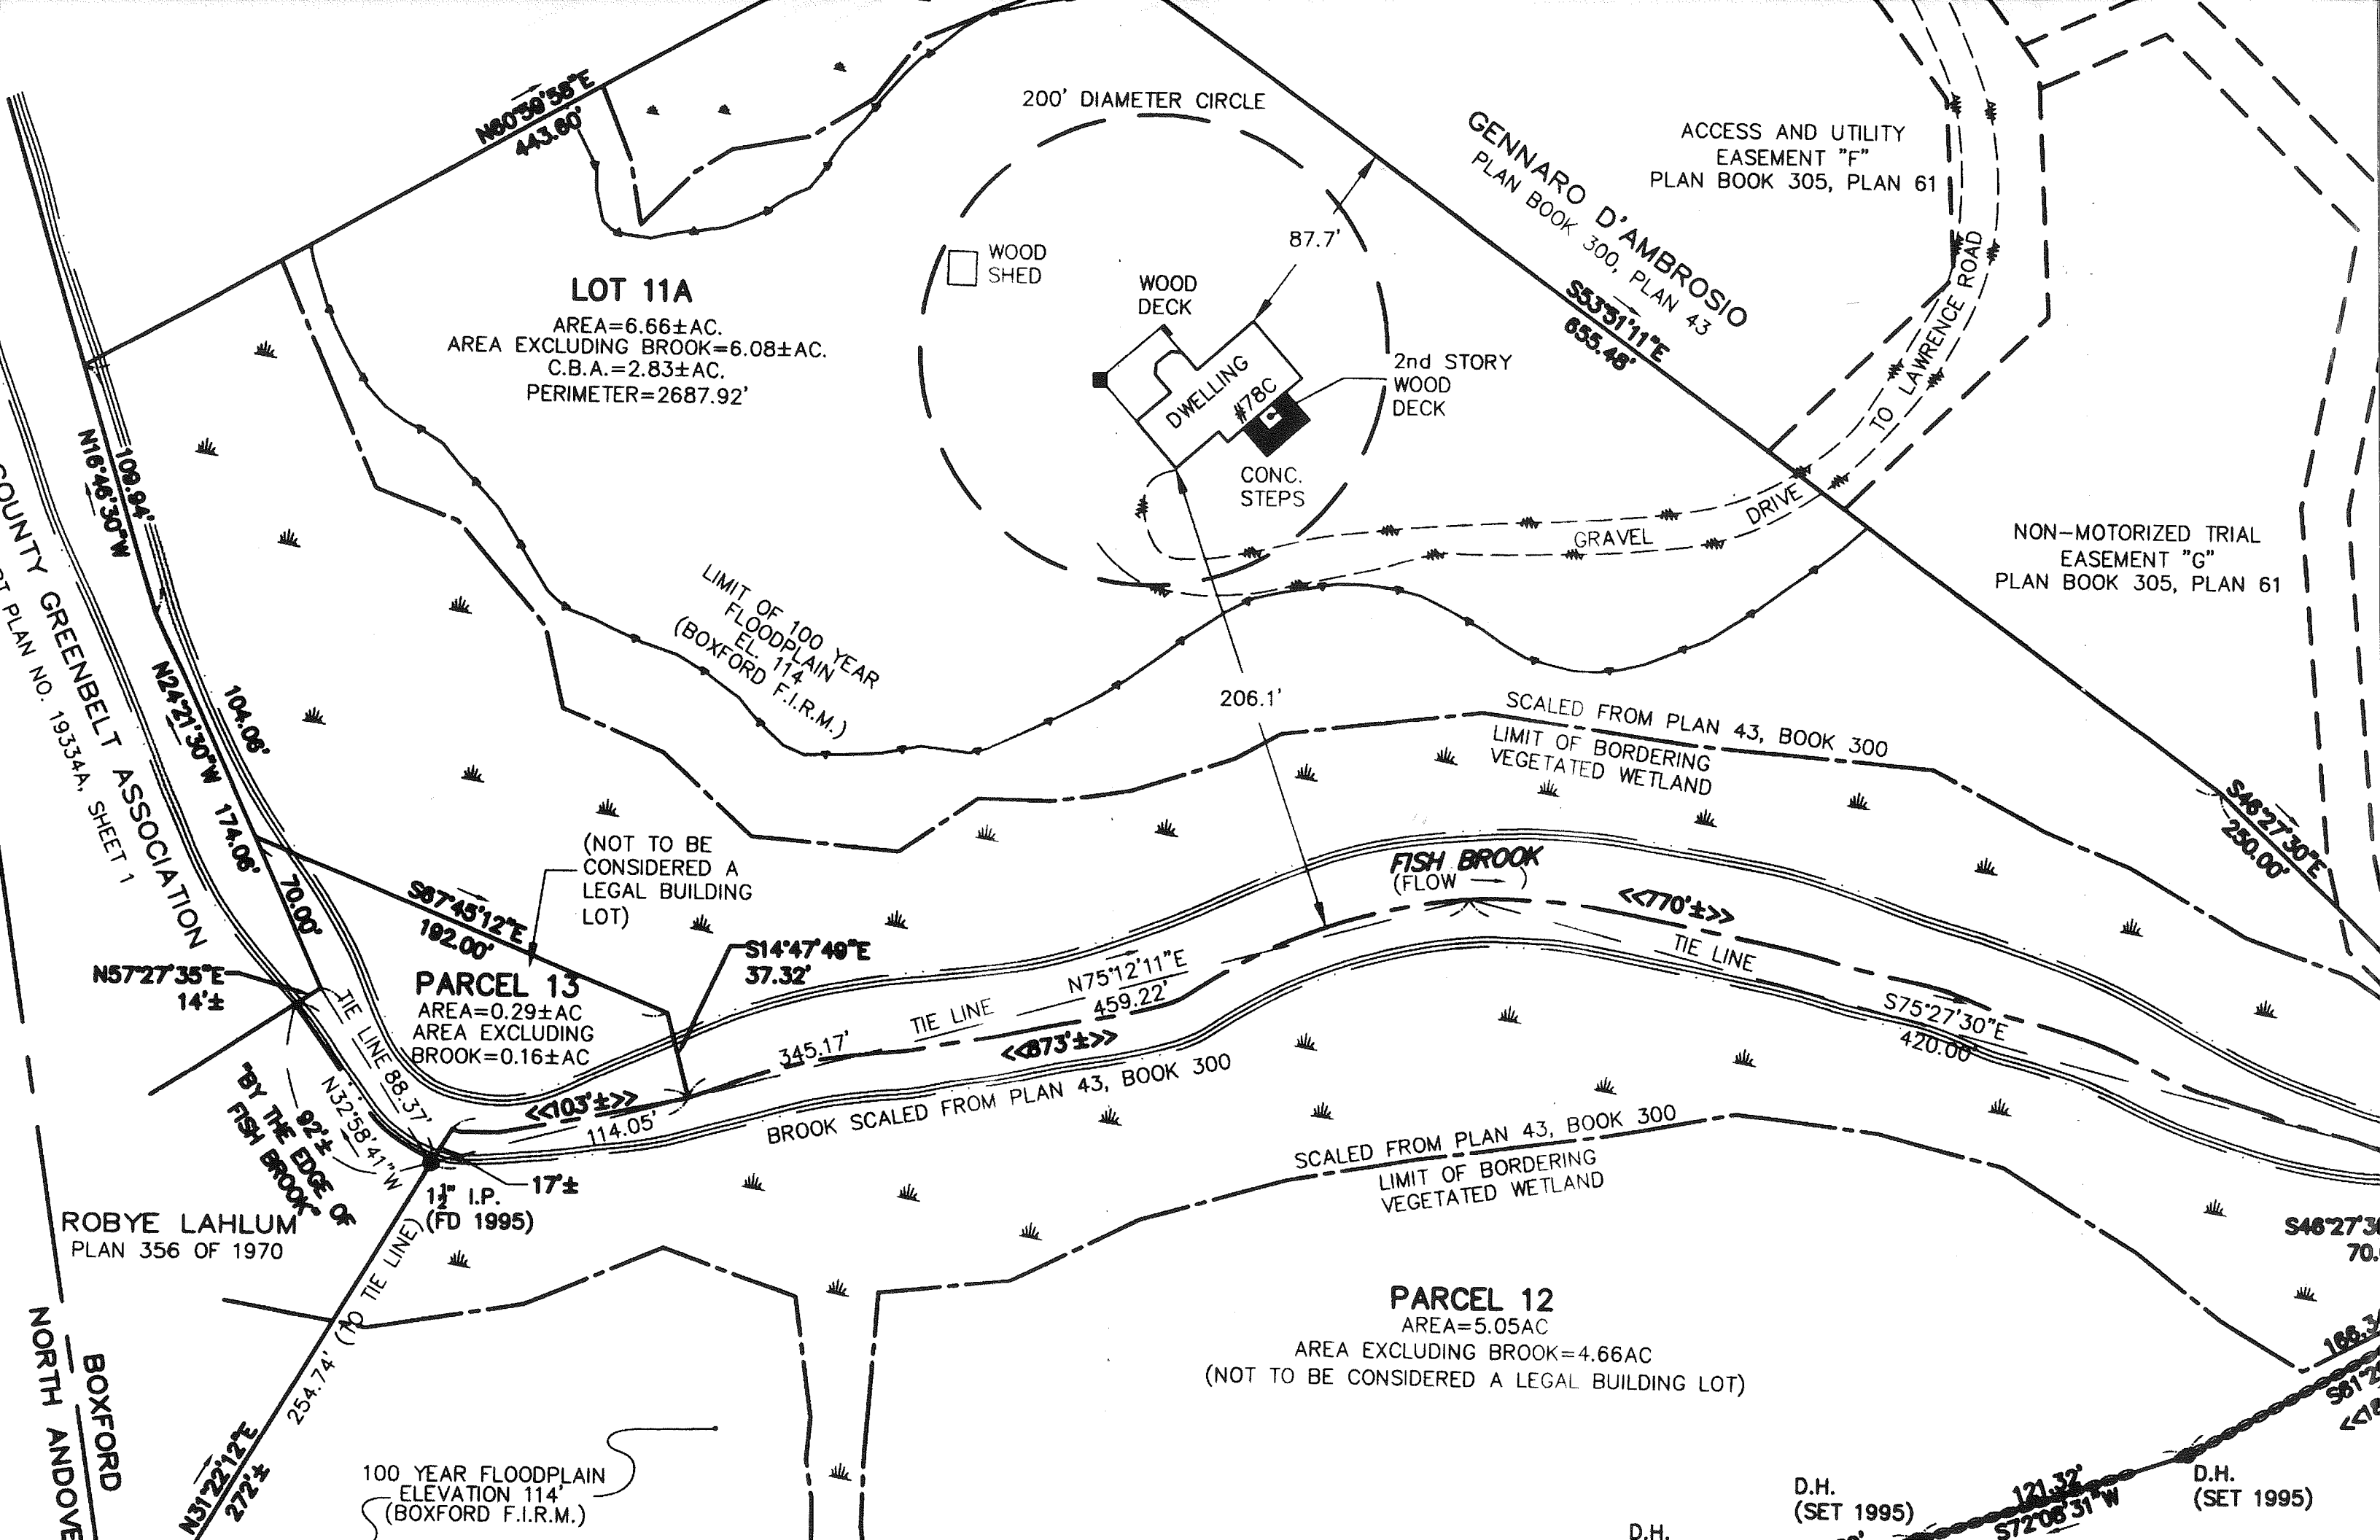 N60°59'58"E
443.60'
200' DIAMETER CIRCLE
GENNARO D'AMBROSIO
PLAN BOOK 300, PLAN 43
ACCESS AND UTILITY
EASEMENT "F"
PLAN BOOK 305, PLAN 61
87.7'
WOOD
SHED
WOOD
DECK
LOT 11A
AREA=6.66±AC.
AREA EXCLUDING BROOK=6.08±AC.
C.B.A.=2.83±AC.
PERIMETER=2687.92'
DWELLING
#78C
2nd STORY
WOOD
DECK
CONC.
STEPS
S53°51'11"E
655.48'
TO LAWRENCE ROAD
GRAVEL DRIVE
NON-MOTORIZED TRIAL
EASEMENT "G"
PLAN BOOK 305, PLAN 61
109.94'
N16°46'30"W
COUNTY GREENBELT ASSOCIATION
PLAN NO. 19334A, SHEET 1
LIMIT OF 100 YEAR
FLOODPLAIN
EL. 114
(BOXFORD F.I.R.M.)
104.06'
N24°21'30"W 174.06'
70.00'
206.1'
SCALED FROM PLAN 43, BOOK 300
LIMIT OF BORDERING
VEGETATED WETLAND
S46°27'30"E
250.00'
(NOT TO BE
CONSIDERED A
LEGAL BUILDING
LOT)
S67°45'12"E
192.00'
FISH BROOK
(FLOW )
<<770'±>>
TIE LINE
S75°27'30"E
420.00'
S14°47'49"E
37.32'
N57°27'35"E
14'±
PARCEL 13
AREA=0.29±AC
AREA EXCLUDING
BROOK=0.16±AC
TIE LINE 88.37'
N75°12'11"E
459.22'
TIE LINE
345.17'
<<873'±>>
<<103'±>>
114.05'
BROOK SCALED FROM PLAN 43, BOOK 300
N32°58'41"W
92'±
"BY THE EDGE OF
FISH BROOK"
17'±
1½" I.P.
(FD 1995)
SCALED FROM PLAN 43, BOOK 300
LIMIT OF BORDERING
VEGETATED WETLAND
ROBYE LAHLUM
PLAN 356 OF 1970
S46°27'3
70.
254.74' (TO TIE LINE)
N31°22'12"E
272'±
BOXFORD
NORTH ANDOVE
PARCEL 12
AREA=5.05AC
AREA EXCLUDING BROOK=4.66AC
(NOT TO BE CONSIDERED A LEGAL BUILDING LOT)
166.3
100 YEAR FLOODPLAIN
ELEVATION 114'
(BOXFORD F.I.R.M.)
D.H.
(SET 1995)
121.32'
S72°08'31"W
D.H.
(SET 1995)
D.H.